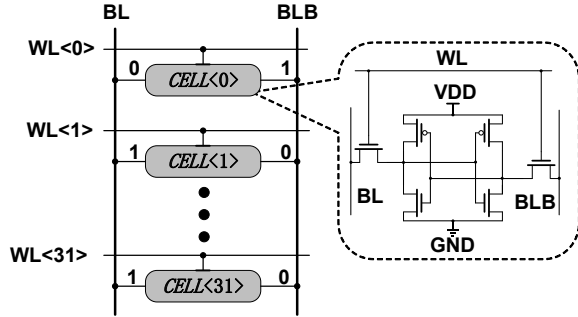 BL BLB
WL<0>
0 CELL<0> 1
WL<1>
1 CELL<1> 0
WL<31>
1 CELL<31> 0
WL
VDD
BL
BLB
GND